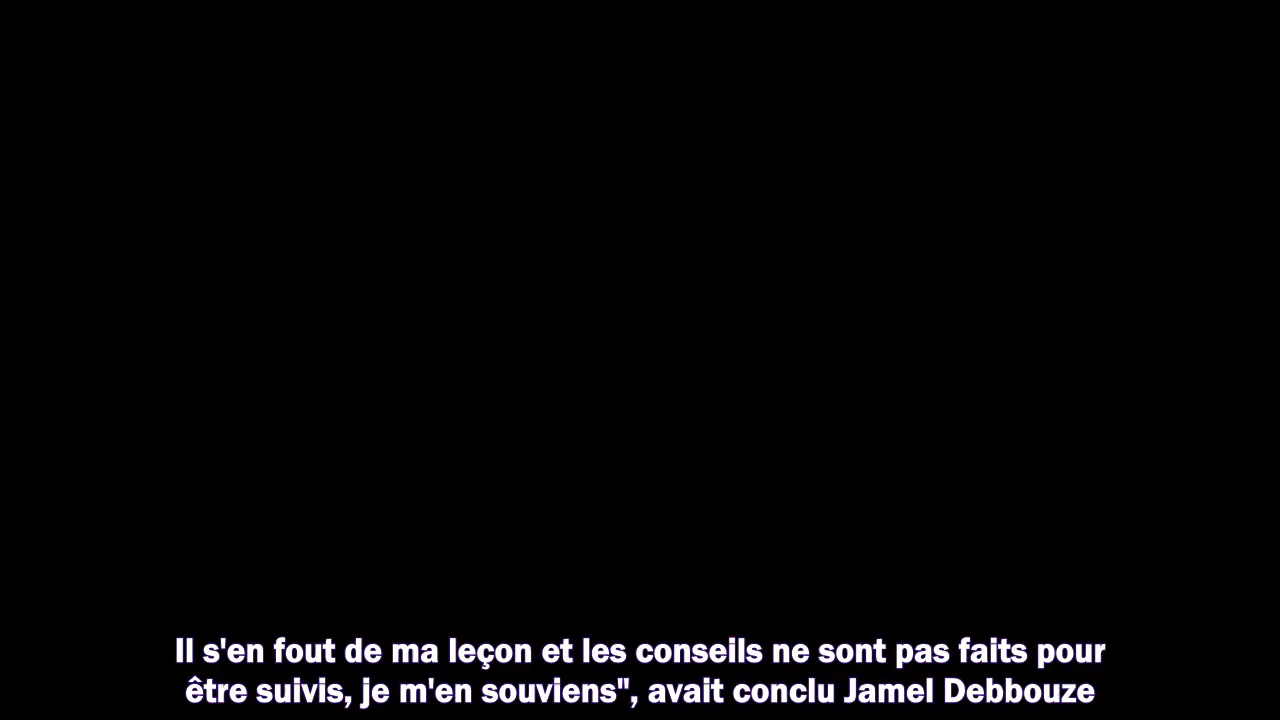 Il s'en fout de ma leçon et les conseils ne sont pas faits pour
être suivis, je m'en souviens", avait conclu Jamel Debbouze